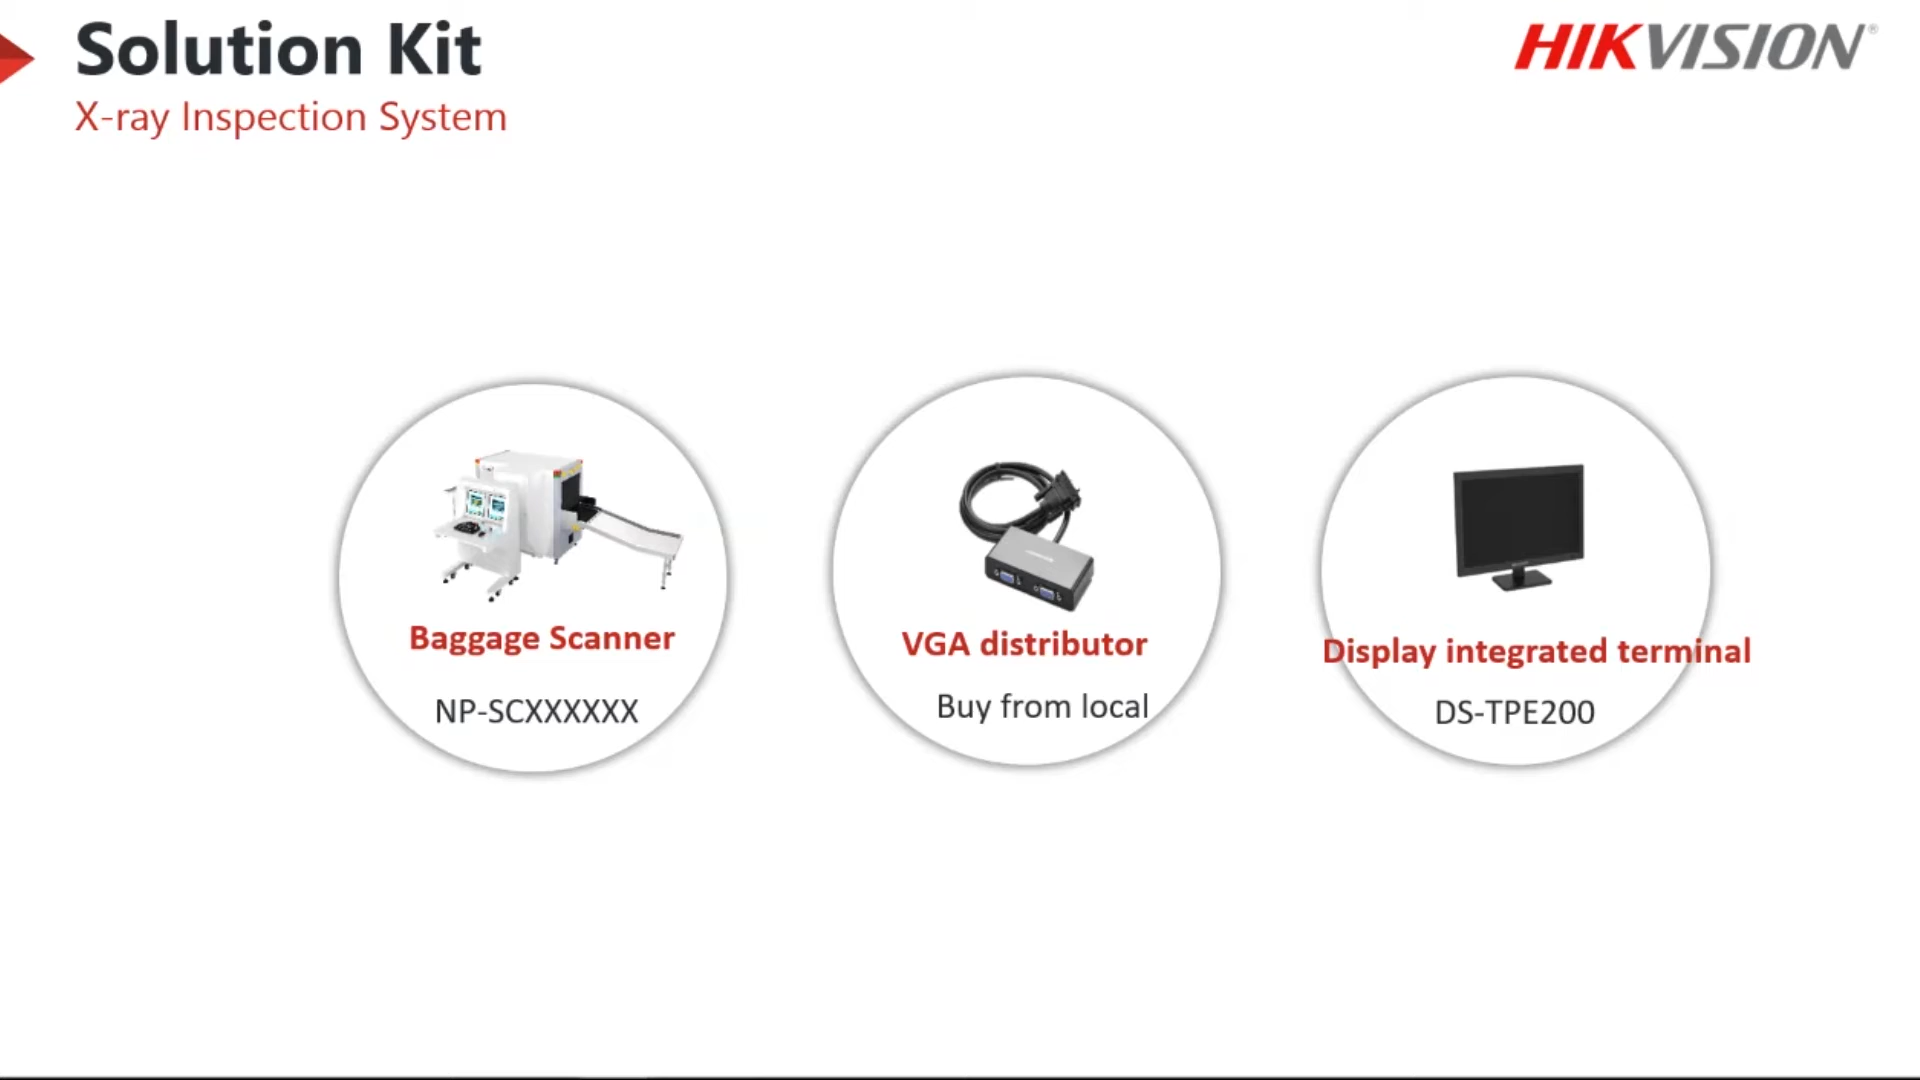 Solution Kit
HIKVISION®
X-ray Inspection System
Baggage Scanner
NP-SCXXXXXX
VGA distributor
Buy from local
Display integrated terminal
DS-TPE200